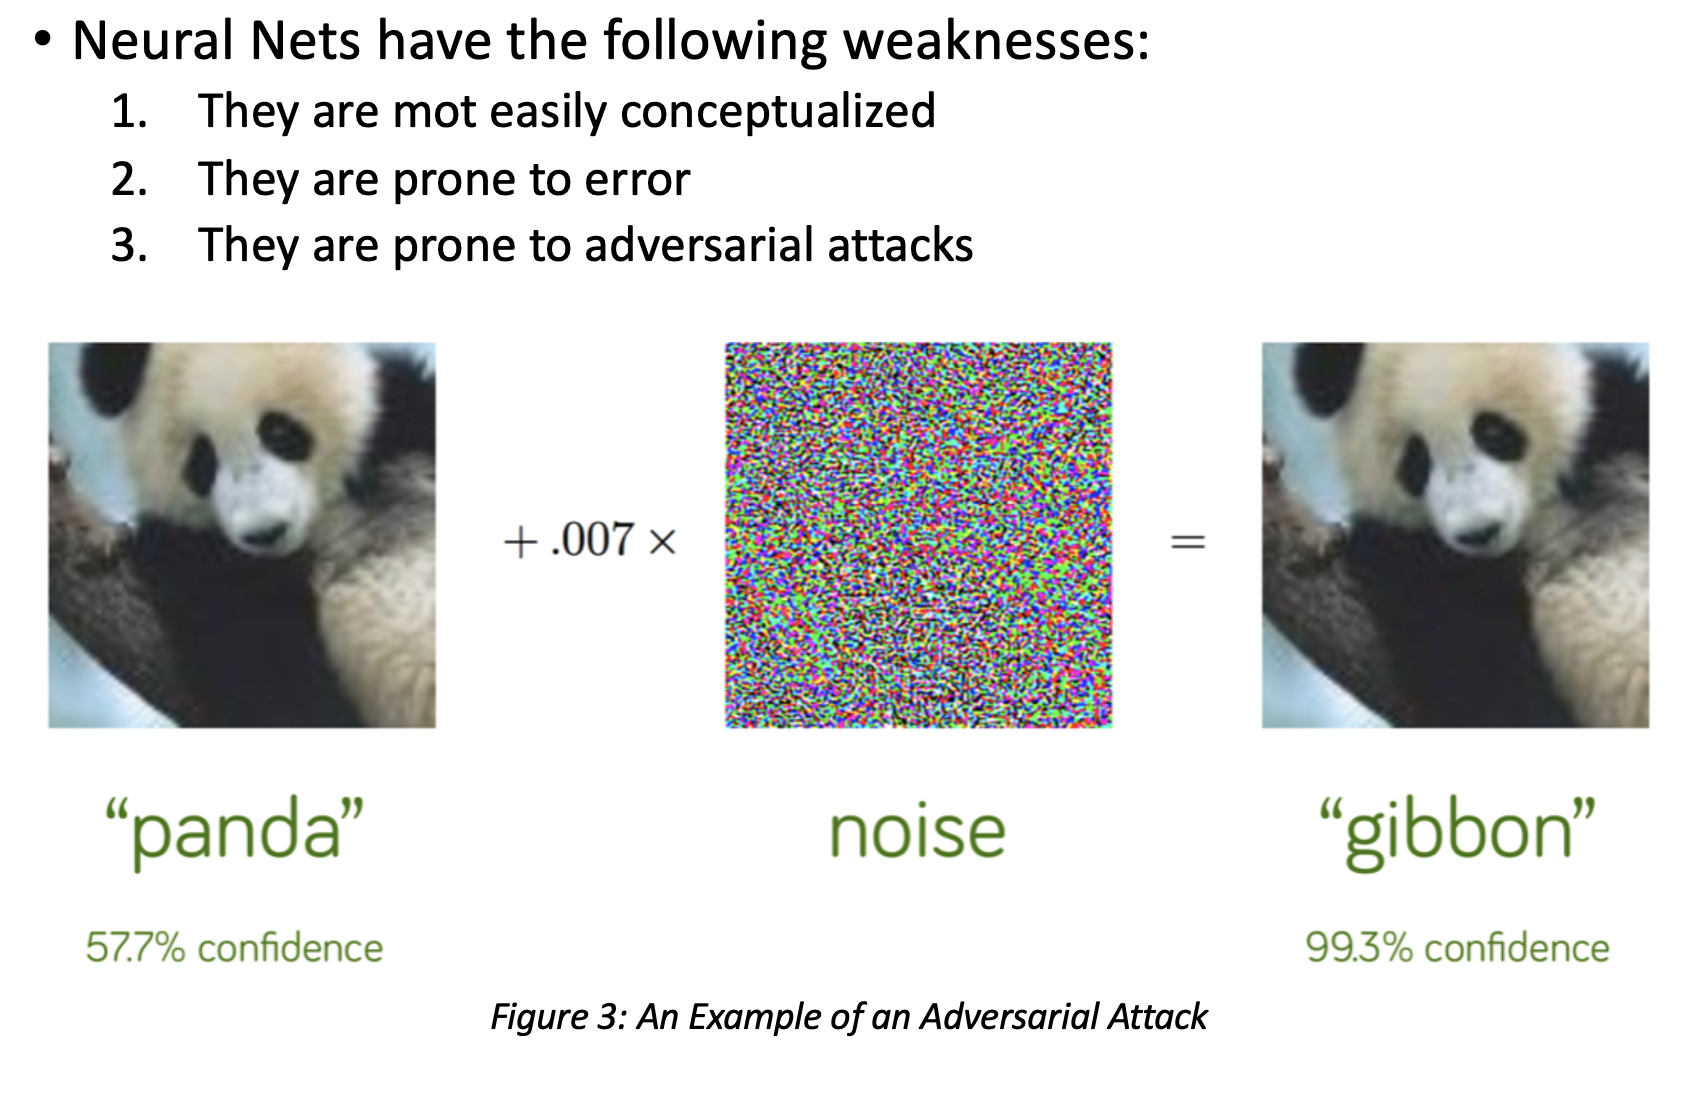 • Neural Nets have the following weaknesses:
1. They are mot easily conceptualized
2. They are prone to error
3. They are prone to adversarial attacks
+ .007 × =
“panda” noise “gibbon”
57.7% confidence 99.3% confidence
Figure 3: An Example of an Adversarial Attack